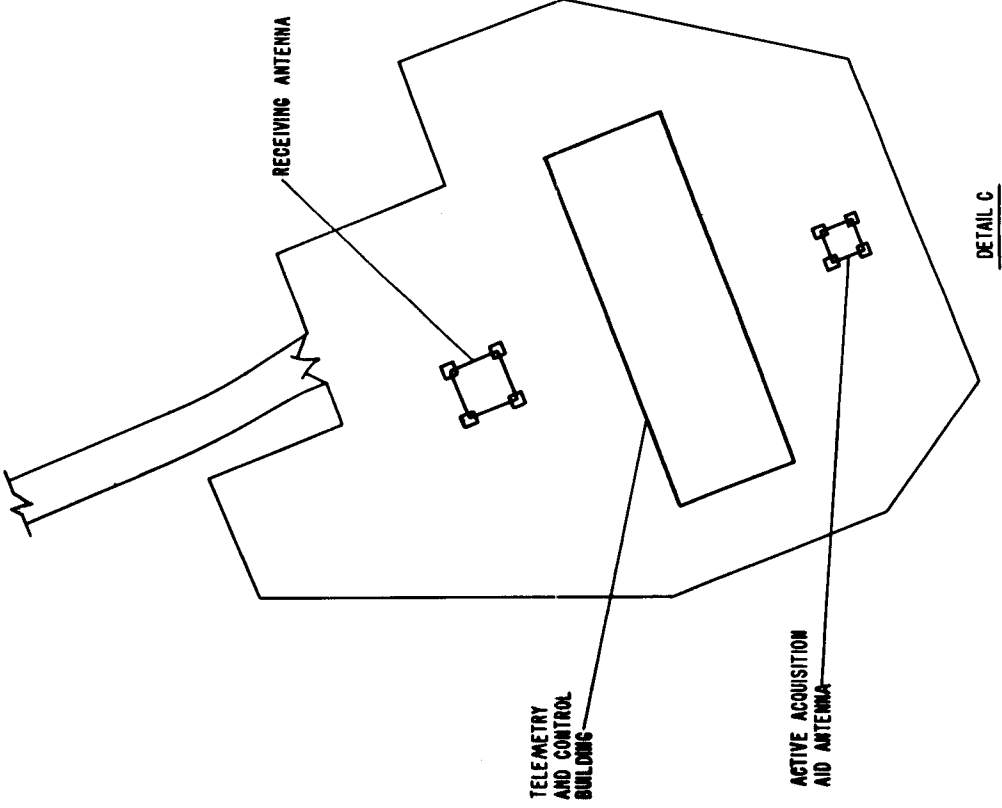 RECEIVING ANTENNA
TELEMETRY
AND CONTROL
BUILDING
ACTIVE ACQUISITION
AID ANTENNA
DETAIL C